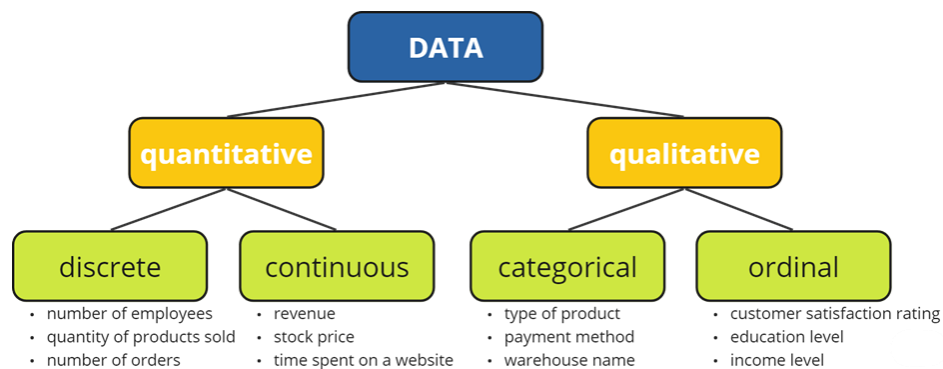 DATA
quantitative
qualitative
discrete
continuous
categorical
ordinal
• number of employees
• quantity of products sold
• number of orders
• revenue
• stock price
• time spent on a website
• type of product
• payment method
• warehouse name
• customer satisfaction rating
• education level
• income level